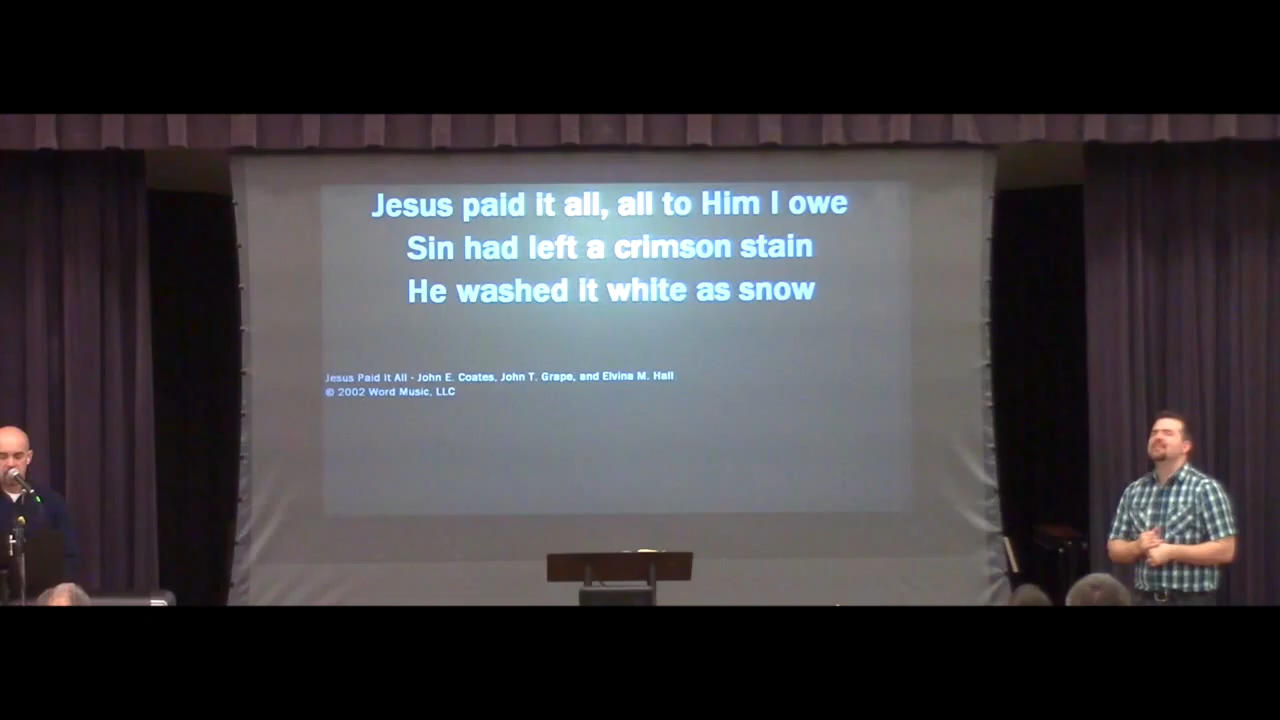 Jesus paid it all, all to Him I owe
Sin had left a crimson stain
He washed it white as snow
Jesus Paid It All - John E. Coates, John T. Grape, and Elvina M. Hall
© 2002 Word Music, LLC